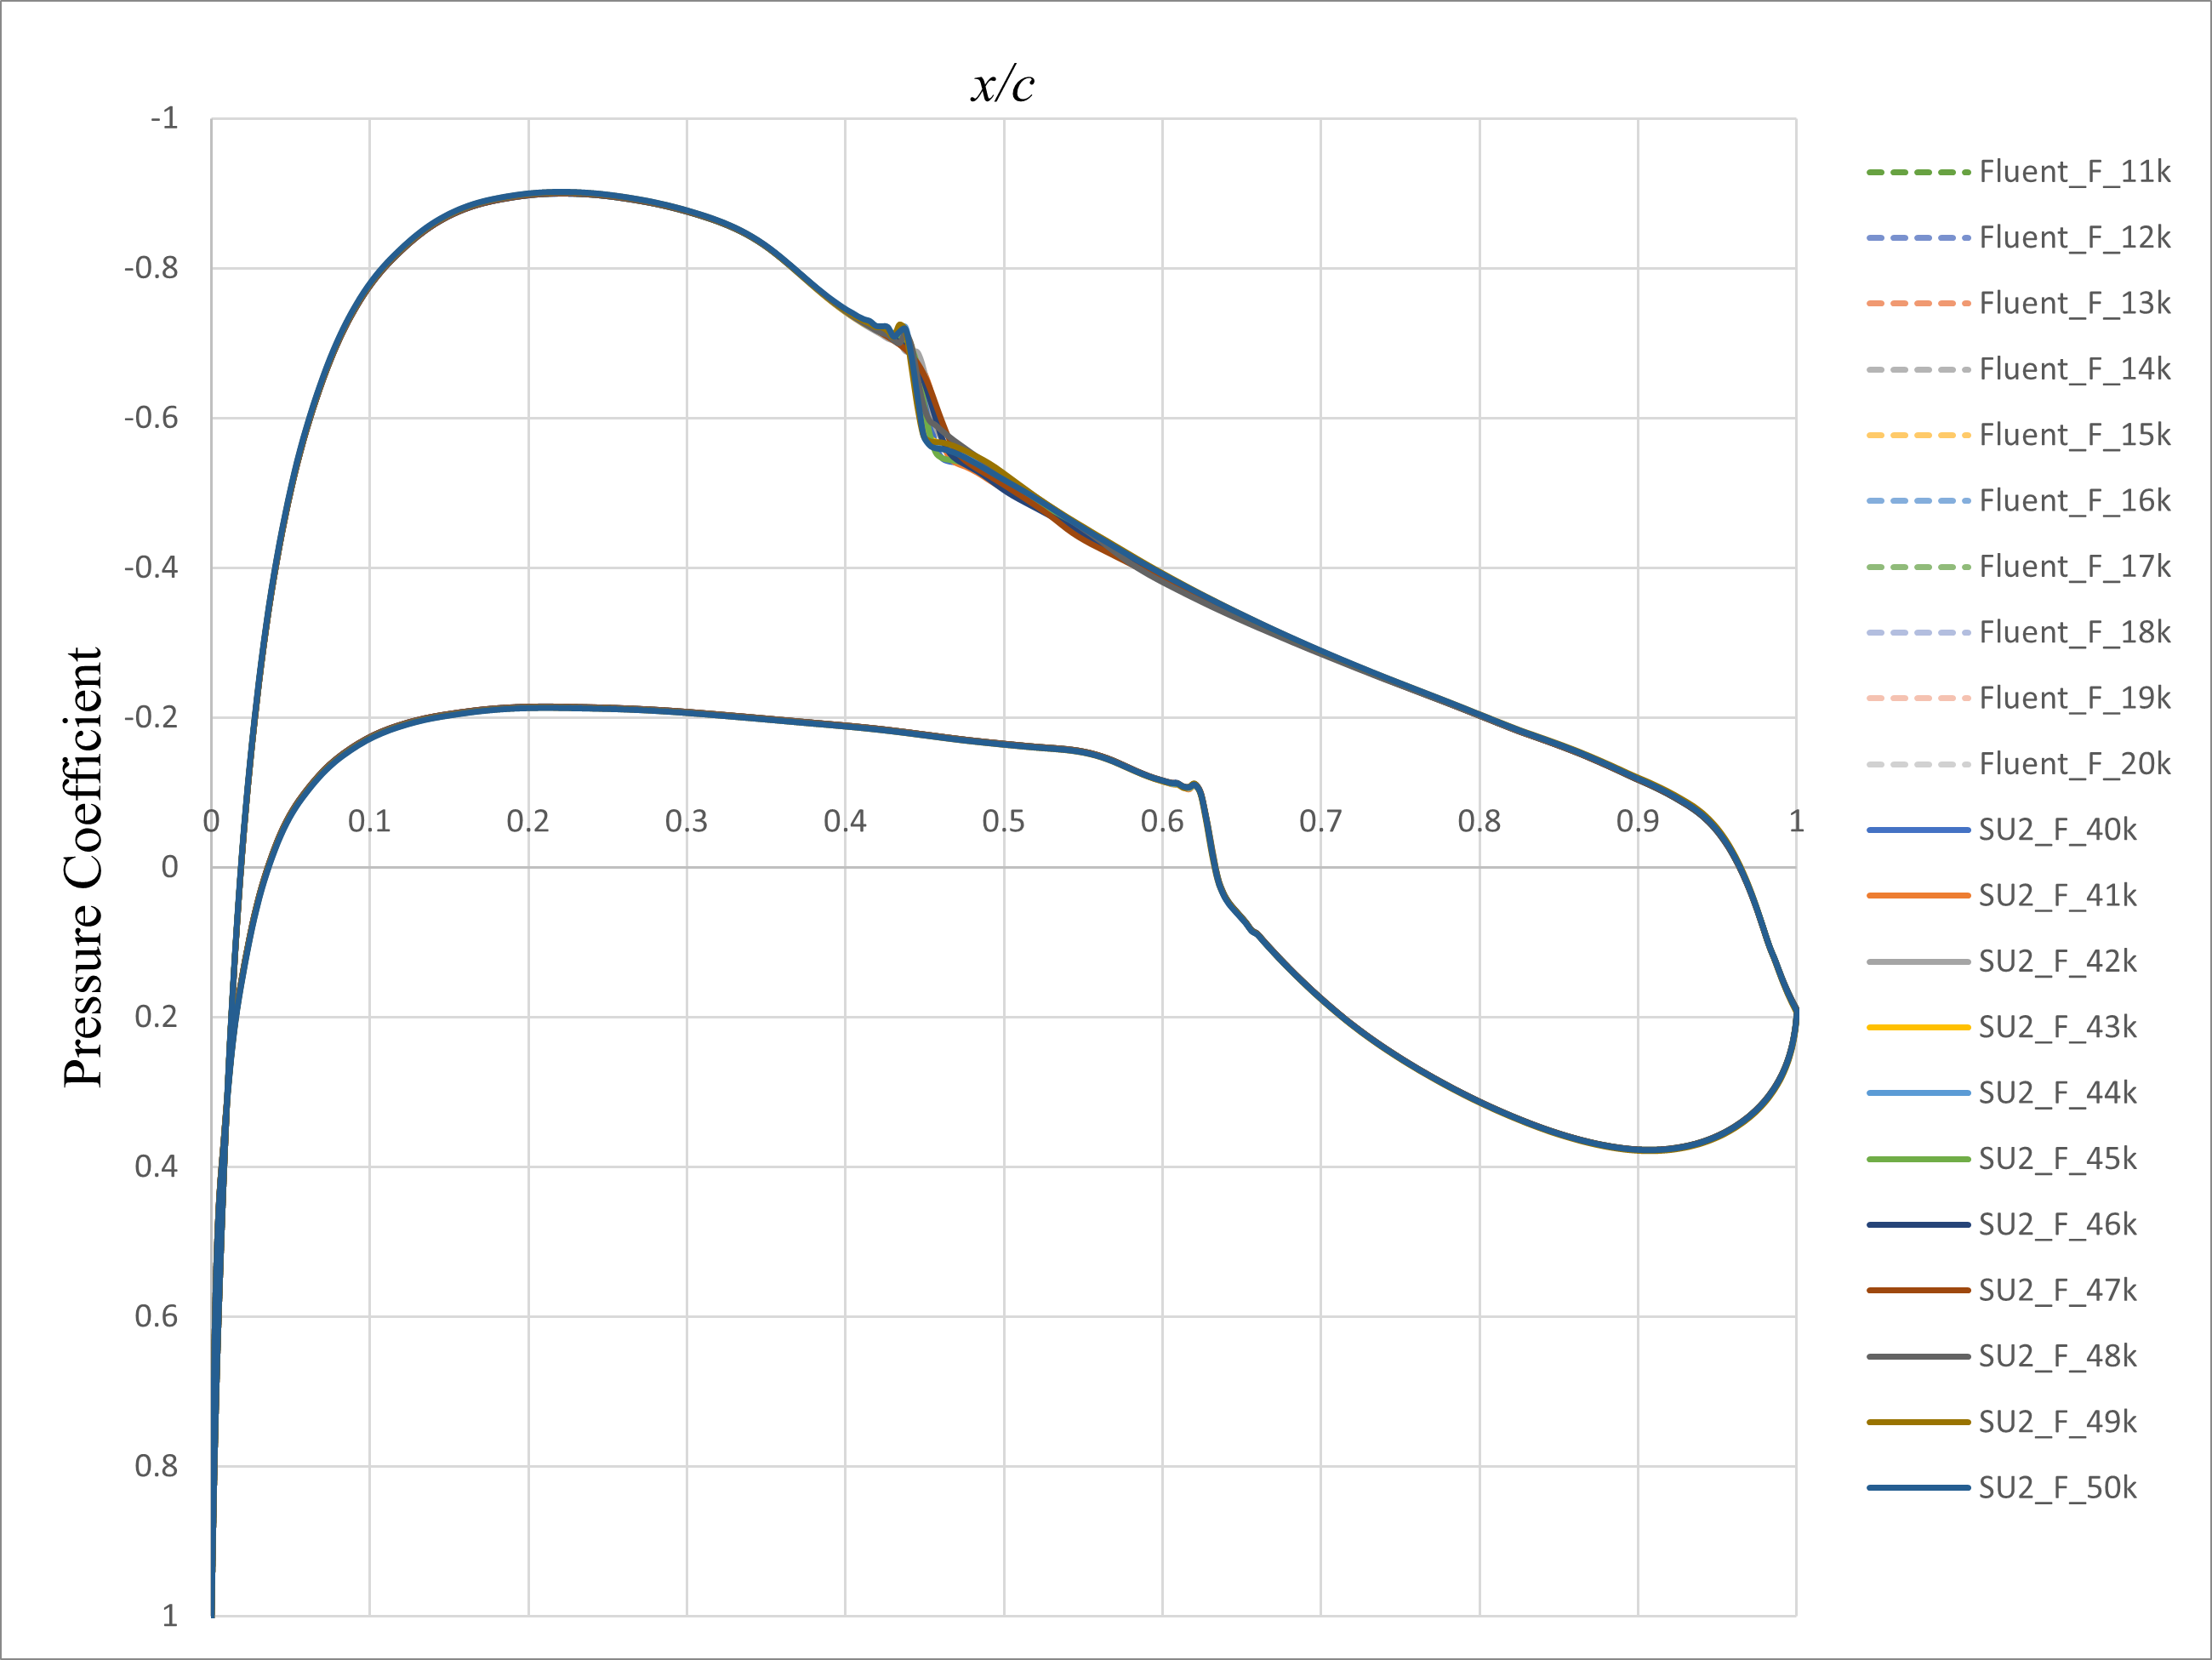 x/c
-1
-0.8
-0.6
-0.4
-0.2
0
0.2
0.4
0.6
0.8
1
0 0.1 0.2 0.3 0.4 0.5 0.6 0.7 0.8 0.9 1
Pressure Coefficient
Fluent_F_11k
Fluent_F_12k
Fluent_F_13k
Fluent_F_14k
Fluent_F_15k
Fluent_F_16k
Fluent_F_17k
Fluent_F_18k
Fluent_F_19k
Fluent_F_20k
SU2_F_40k
SU2_F_41k
SU2_F_42k
SU2_F_43k
SU2_F_44k
SU2_F_45k
SU2_F_46k
SU2_F_47k
SU2_F_48k
SU2_F_49k
SU2_F_50k